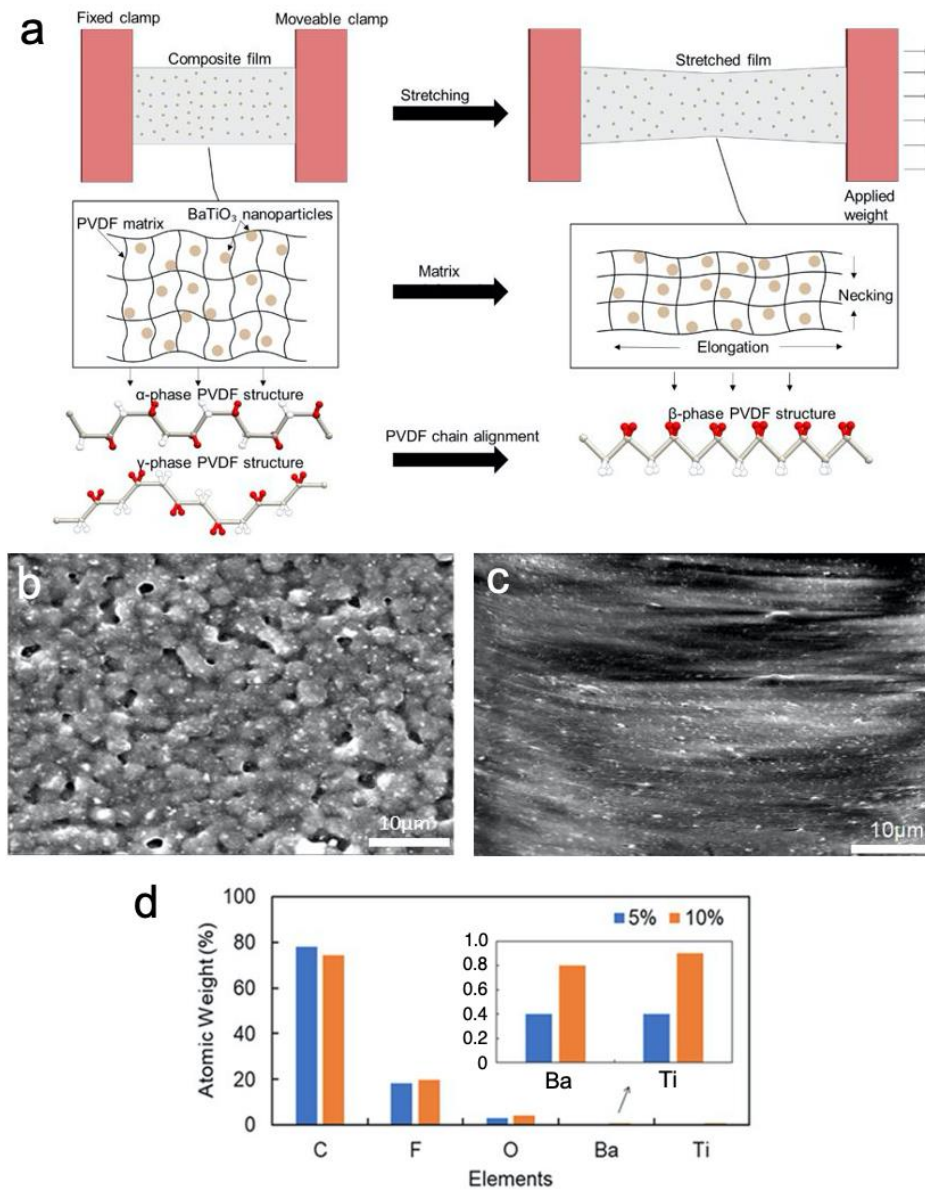 a
Fixed clamp
Moveable clamp
Composite film
Stretched film
Stretching
Applied
weight
PVDF matrix
BaTiO₃ nanoparticles
Matrix
Necking
Elongation
α-phase PVDF structure
β-phase PVDF structure
PVDF chain alignment
γ-phase PVDF structure
b
10μm
c
10μm
d
Atomic Weight (%)
100
80
60
40
20
0
5%
10%
1.0
0.8
0.6
0.4
0.2
0
Ba
Ti
C
F
O
Ba
Ti
Elements